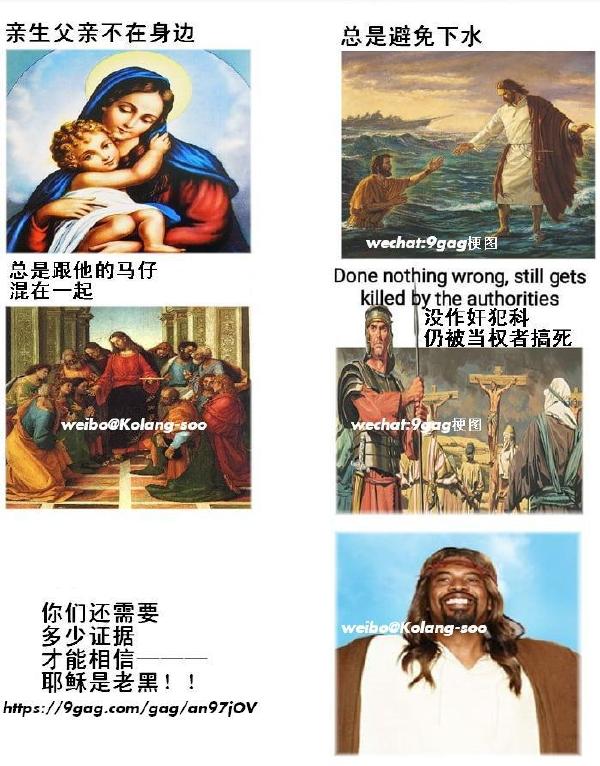 亲生父亲不在身边
总是避免下水
wechat:9gag梗图
总是跟他的马仔
混在一起
Done nothing wrong, still gets
killed by the authorities
没作奸犯科
仍被当权者搞死
weibo@Kolang-soo
wechat:9gag梗图
weibo@Kolang-soo
你们还需要
多少证据
才能相信———
耶稣是老黑！！
https://9gag.com/gag/an97jOV